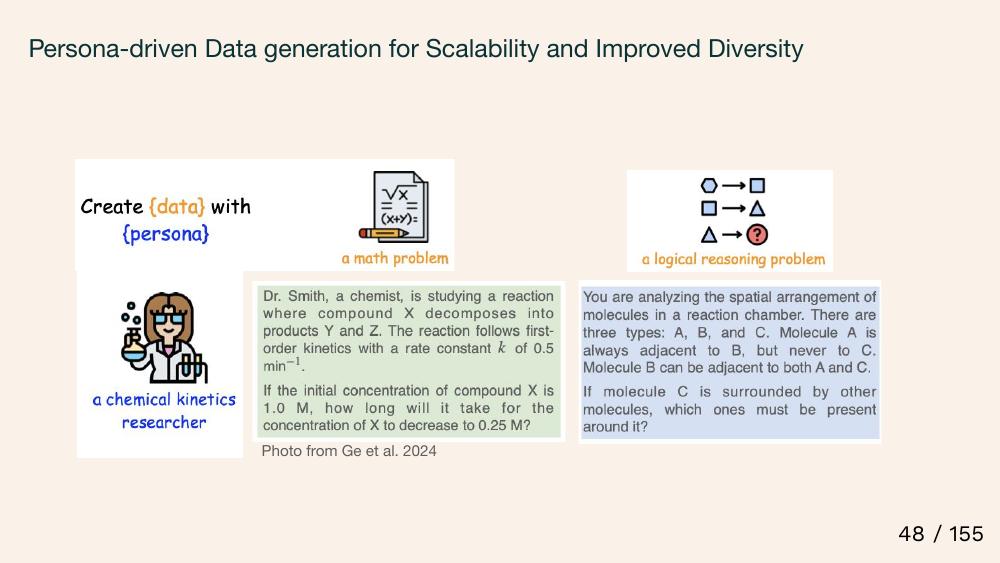 Persona-driven Data generation for Scalability and Improved Diversity
Create {data} with
{persona}
√x
(x+y)=
a math problem
?
a logical reasoning problem
a chemical kinetics
researcher
Dr. Smith, a chemist, is studying a reaction
where compound X decomposes into
products Y and Z. The reaction follows first-
order kinetics with a rate constant k of 0.5
min⁻¹.
If the initial concentration of compound X is
1.0 M, how long will it take for the
concentration of X to decrease to 0.25 M?
You are analyzing the spatial arrangement of
molecules in a reaction chamber. There are
three types: A, B, and C. Molecule A is
always adjacent to B, but never to C.
Molecule B can be adjacent to both A and C.
If molecule C is surrounded by other
molecules, which ones must be present
around it?
Photo from Ge et al. 2024
48 / 155